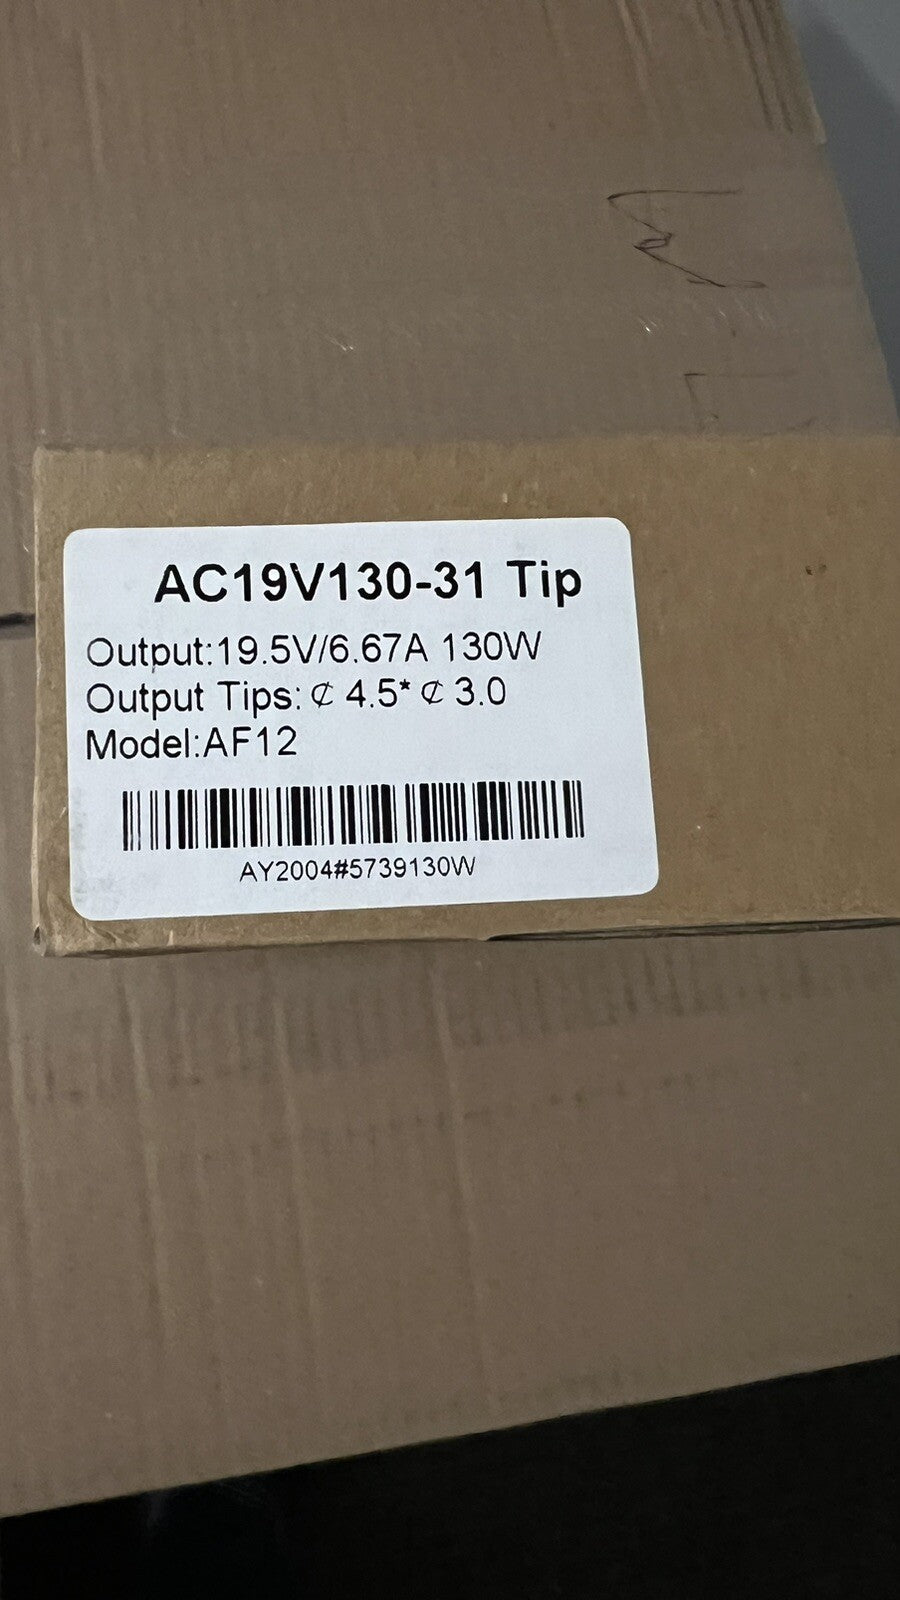 AC19V130-31 Tip
Output:19.5V/6.67A 130W
Output Tips: ₵ 4.5* ₵ 3.0
Model:AF12
AY2004#5739130W